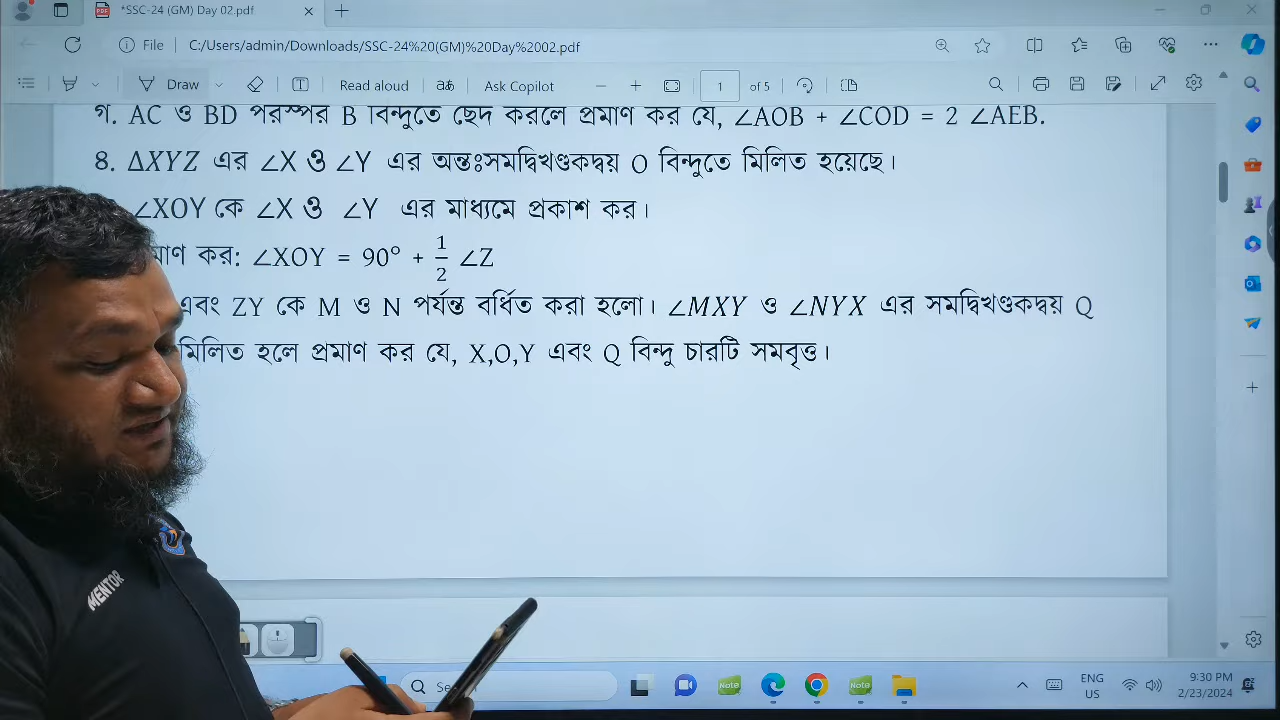 *SSC-24 (GM) Day 02.pdf
File C:/Users/admin/Downloads/SSC-24%20(GM)%20Day%2002.pdf
Draw Read aloud Ask Copilot 1 of 5
গ. AC ও BD পরস্পর B বিন্দুতে ছেদ করলে প্রমাণ কর যে, ∠AOB + ∠COD = 2 ∠AEB.
৪. ΔXYZ এর ∠X ও ∠Y এর অন্তঃসমদ্বিখণ্ডকদ্বয় O বিন্দুতে মিলিত হয়েছে।
∠XOY কে ∠X ও ∠Y এর মাধ্যমে প্রকাশ কর।
কর: ∠XOY = 90° + 1/2 ∠Z
এবং ZY কে M ও N পর্যন্ত বর্ধিত করা হলো। ∠MXY ও ∠NYX এর সমদ্বিখণ্ডকদ্বয় Q
মিলিত হলে প্রমাণ কর যে, X,O,Y এবং Q বিন্দু চারটি সমবৃত্ত।
MENTOR
Note Note
ENG
US
9:30 PM
2/23/2024